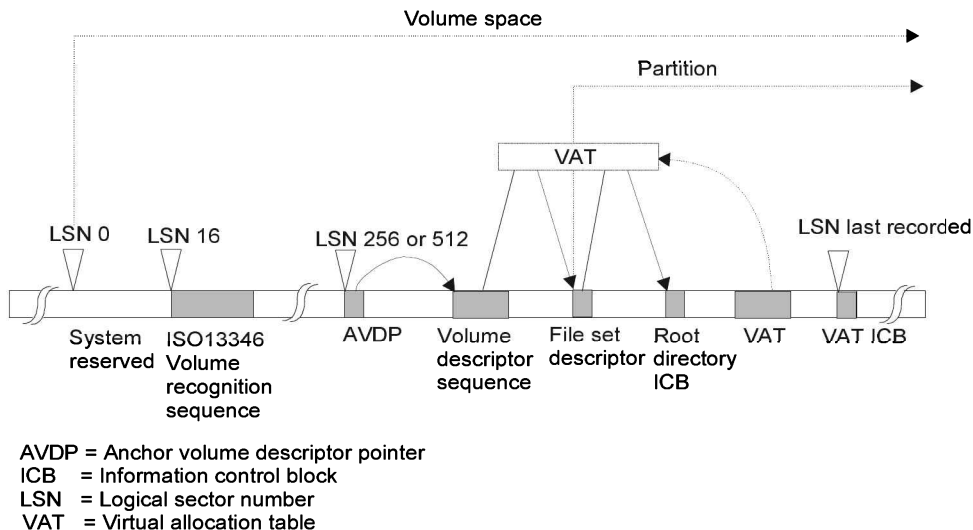 Volume space
Partition
VAT
LSN 0
LSN 16
LSN 256 or 512
LSN last recorded
System
reserved
ISO13346
Volume
recognition
sequence
AVDP
Volume
descriptor
sequence
File set
descriptor
Root
directory
ICB
VAT
VAT ICB
AVDP = Anchor volume descriptor pointer
ICB = Information control block
LSN = Logical sector number
VAT = Virtual allocation table